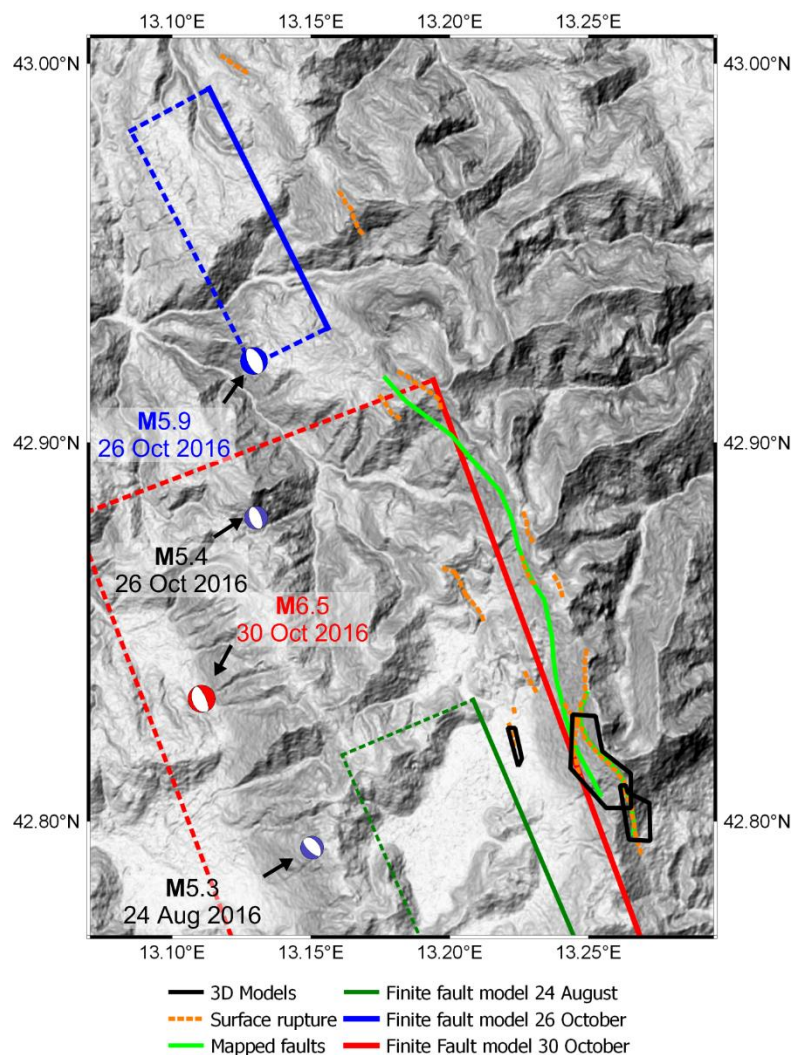 13.10°E 13.15°E 13.20°E 13.25°E
43.00°N 43.00°N
M5.9
26 Oct 2016
42.90°N 42.90°N
M5.4
26 Oct 2016
M6.5
30 Oct 2016
42.80°N 42.80°N
M5.3
24 Aug 2016
13.10°E 13.15°E 13.20°E 13.25°E
3D Models Finite fault model 24 August
Surface rupture Finite fault model 26 October
Mapped faults Finite Fault model 30 October